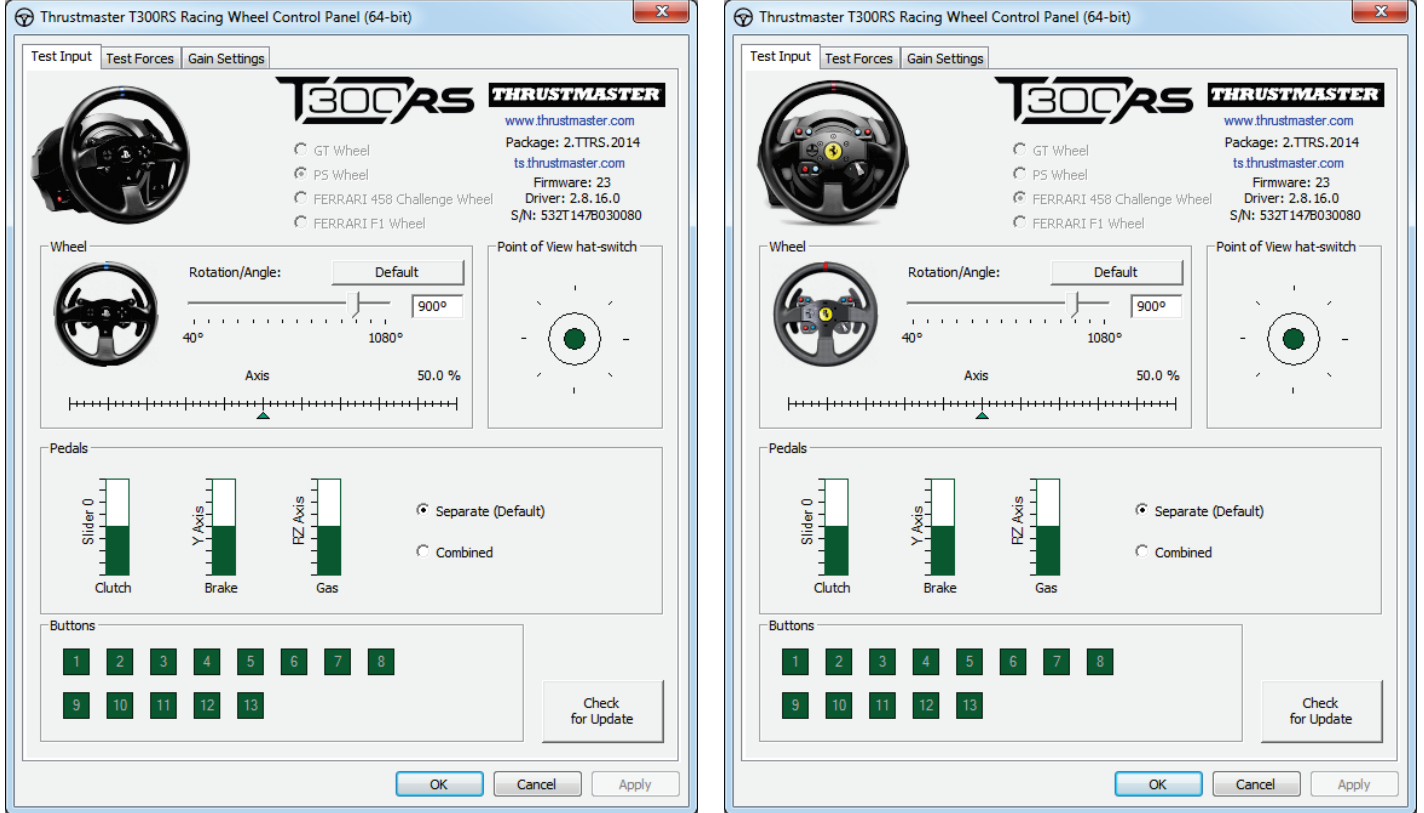 Thrustmaster T300RS Racing Wheel Control Panel (64-bit)
Test Input Test Forces Gain Settings
T300RS THRUSTMASTER
www.thrustmaster.com
Package: 2.TTRS.2014
ts.thrustmaster.com
Firmware: 23
Driver: 2.8.16.0
S/N: 532T147B030080
GT Wheel
PS Wheel
FERRARI 458 Challenge Wheel
FERRARI F1 Wheel
Wheel
Rotation/Angle: Default
900°
40° 1080°
Axis 50.0 %
Point of View hat-switch
Pedals
Slider 0 Y Axis RZ Axis
Clutch Brake Gas
Separate (Default)
Combined
Buttons
1 2 3 4 5 6 7 8
9 10 11 12 13
Check
for Update
OK Cancel Apply
Thrustmaster T300RS Racing Wheel Control Panel (64-bit)
Test Input Test Forces Gain Settings
T300RS THRUSTMASTER
www.thrustmaster.com
Package: 2.TTRS.2014
ts.thrustmaster.com
Firmware: 23
Driver: 2.8.16.0
S/N: 532T147B030080
GT Wheel
PS Wheel
FERRARI 458 Challenge Wheel
FERRARI F1 Wheel
Wheel
Rotation/Angle: Default
900°
40° 1080°
Axis 50.0 %
Point of View hat-switch
Pedals
Slider 0 Y Axis RZ Axis
Clutch Brake Gas
Separate (Default)
Combined
Buttons
1 2 3 4 5 6 7 8
9 10 11 12 13
Check
for Update
OK Cancel Apply